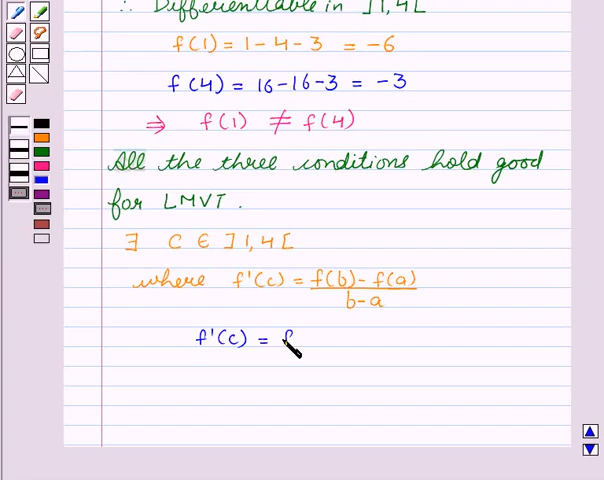 ∴ Differentiable in ]1,4[
f(1) = 1-4-3 = -6
f(4) = 16-16-3 = -3
⇒ f(1) ≠ f(4)
All the three conditions hold good
for LMVT.
∃ C ∈ ]1,4[
where f'(c) = f(b)-f(a)
b-a
f'(c) = f